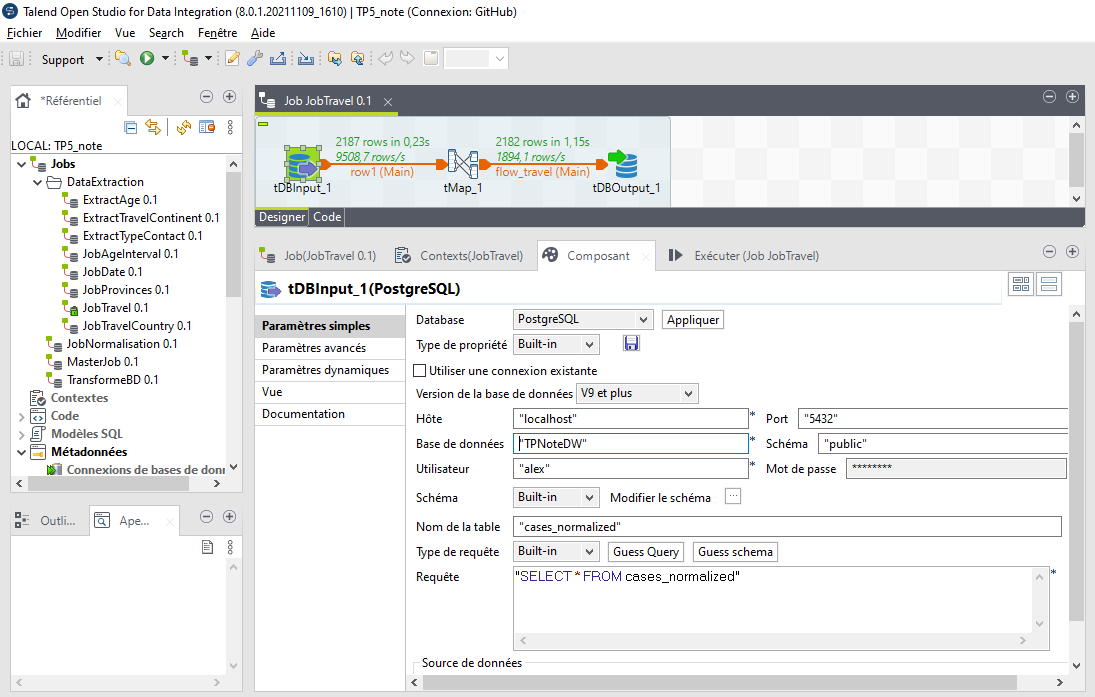 Talend Open Studio for Data Integration (8.0.1.20211109_1610) | TP5_note (Connexion: GitHub)
Fichier Modifier Vue Search Fenêtre Aide
Support
*Référentiel
LOCAL: TP5_note
Jobs
DataExtraction
ExtractAge 0.1
ExtractTravelContinent 0.1
ExtractTypeContact 0.1
JobAgeInterval 0.1
JobDate 0.1
JobProvinces 0.1
JobTravel 0.1
JobTravelCountry 0.1
JobNormalisation 0.1
MasterJob 0.1
TransformeBD 0.1
Contextes
Code
Modèles SQL
Métadonnées
Connexions de bases de donr
Outli...
Ape...
Job JobTravel 0.1
2187 rows in 0,23s
9508,7 rows/s
row1 (Main)
2182 rows in 1,15s
1894,1 rows/s
flow_travel (Main)
tDBInput_1
tMap_1
tDBOutput_1
Designer Code
Job(JobTravel 0.1)
Contexts(JobTravel)
Composant
Exécuter (Job JobTravel)
tDBInput_1(PostgreSQL)
Paramètres simples
Paramètres avancés
Paramètres dynamiques
Vue
Documentation
Database PostgreSQL Appliquer
Type de propriété Built-in
Utiliser une connexion existante
Version de la base de données V9 et plus
Hôte "localhost" * Port "5432"
Base de données "TPNoteDW" * Schéma "public"
Utilisateur "alex" * Mot de passe ********
Schéma Built-in Modifier le schéma ...
Nom de la table "cases_normalized"
Type de requête Built-in Guess Query Guess schema
Requête "SELECT * FROM cases_normalized" *
Source de données